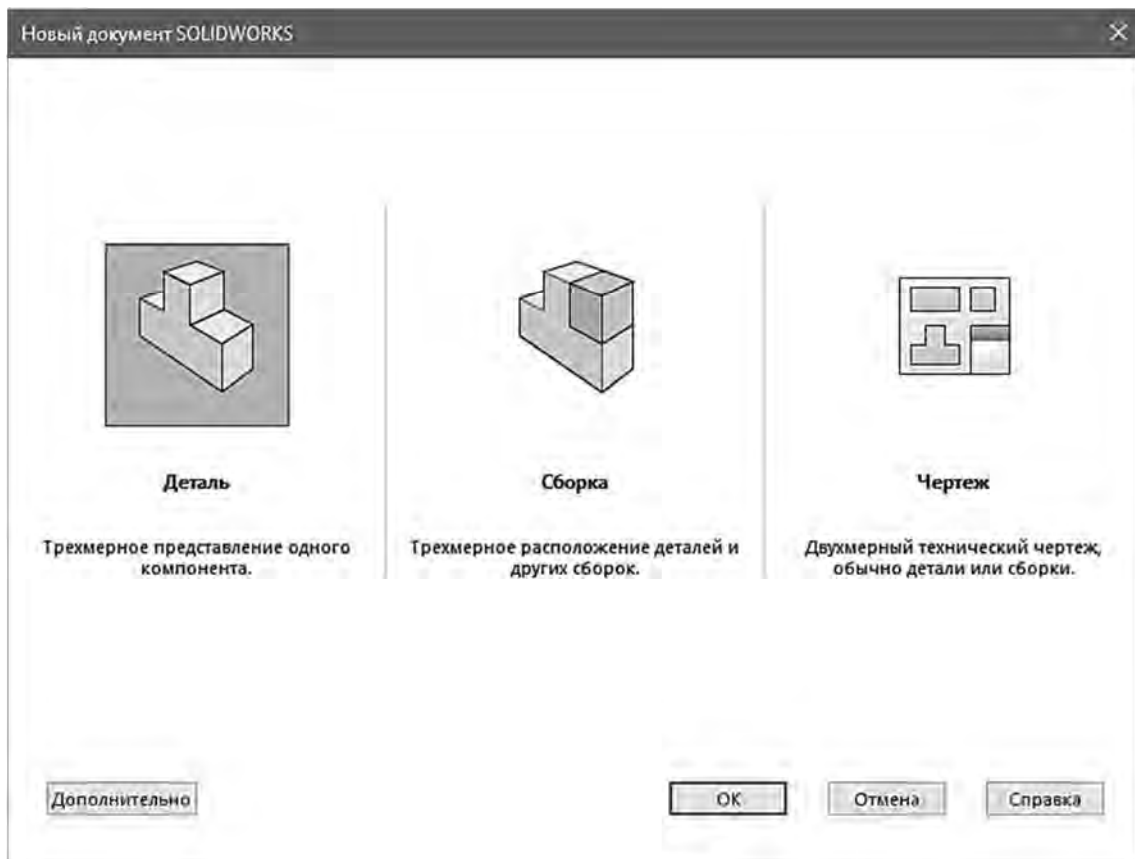 Новый документ SOLIDWORKS
Деталь
Трехмерное представление одного
компонента.
Сборка
Трехмерное расположение деталей и
других сборок.
Чертеж
Двухмерный технический чертеж,
обычно детали или сборки.
Дополнительно
OK
Отмена
Справка